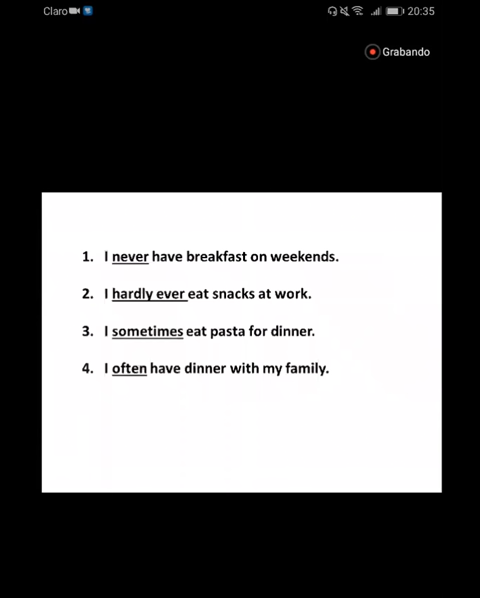 Claro 20:35
Grabando
1. I never have breakfast on weekends.
2. I hardly ever eat snacks at work.
3. I sometimes eat pasta for dinner.
4. I often have dinner with my family.